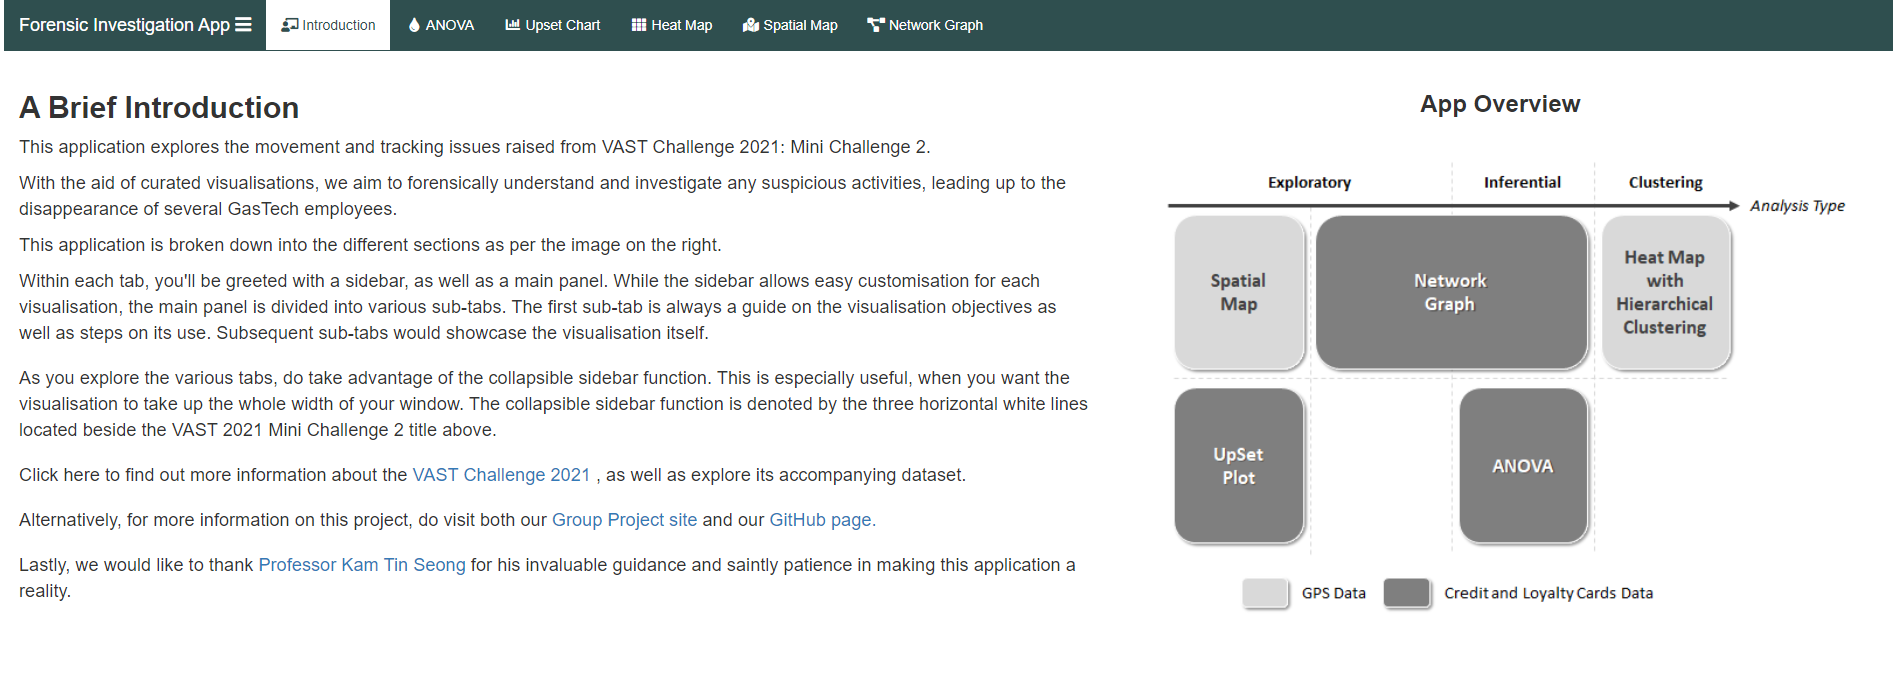 Forensic Investigation App
Introduction
ANOVA
Upset Chart
Heat Map
Spatial Map
Network Graph
A Brief Introduction
This application explores the movement and tracking issues raised from VAST Challenge 2021: Mini Challenge 2.
With the aid of curated visualisations, we aim to forensically understand and investigate any suspicious activities, leading up to the
disappearance of several GasTech employees.
This application is broken down into the different sections as per the image on the right.
Within each tab, you'll be greeted with a sidebar, as well as a main panel. While the sidebar allows easy customisation for each
visualisation, the main panel is divided into various sub-tabs. The first sub-tab is always a guide on the visualisation objectives as
well as steps on its use. Subsequent sub-tabs would showcase the visualisation itself.
As you explore the various tabs, do take advantage of the collapsible sidebar function. This is especially useful, when you want the
visualisation to take up the whole width of your window. The collapsible sidebar function is denoted by the three horizontal white lines
located beside the VAST 2021 Mini Challenge 2 title above.
Click here to find out more information about the VAST Challenge 2021 , as well as explore its accompanying dataset.
Alternatively, for more information on this project, do visit both our Group Project site and our GitHub page.
Lastly, we would like to thank Professor Kam Tin Seong for his invaluable guidance and saintly patience in making this application a
reality.
App Overview
Exploratory
Inferential
Clustering
Analysis Type
Spatial
Map
Network
Graph
Heat Map
with
Hierarchical
Clustering
UpSet
Plot
ANOVA
GPS Data
Credit and Loyalty Cards Data